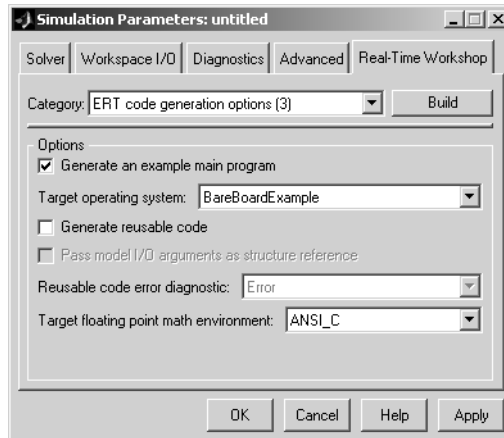 Simulation Parameters: untitled
Solver Workspace I/O Diagnostics Advanced Real-Time Workshop
Category: ERT code generation options (3) Build
Options
Generate an example main program
Target operating system: BareBoardExample
Generate reusable code
Pass model I/O arguments as structure reference
Reusable code error diagnostic: Error
Target floating point math environment: ANSI_C
OK Cancel Help Apply